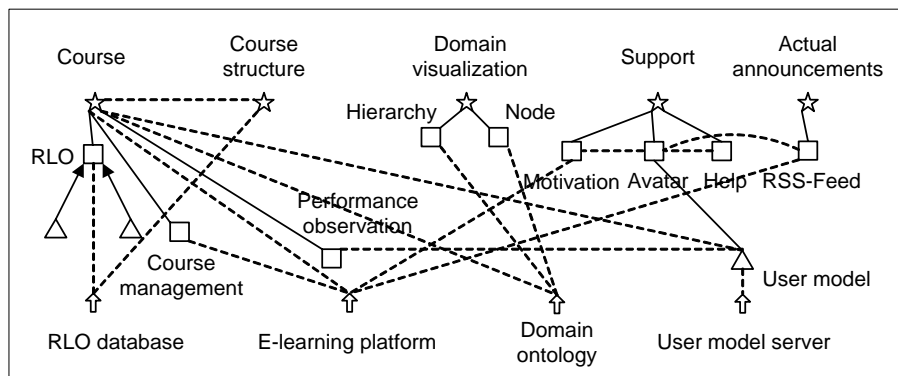 Course
Course
structure
Domain
visualization
Support
Actual
announcements
Hierarchy
Node
RLO
Motivation
Avatar
Help
RSS-Feed
Performance
observation
Course
management
User model
RLO database
E-learning platform
Domain
ontology
User model server